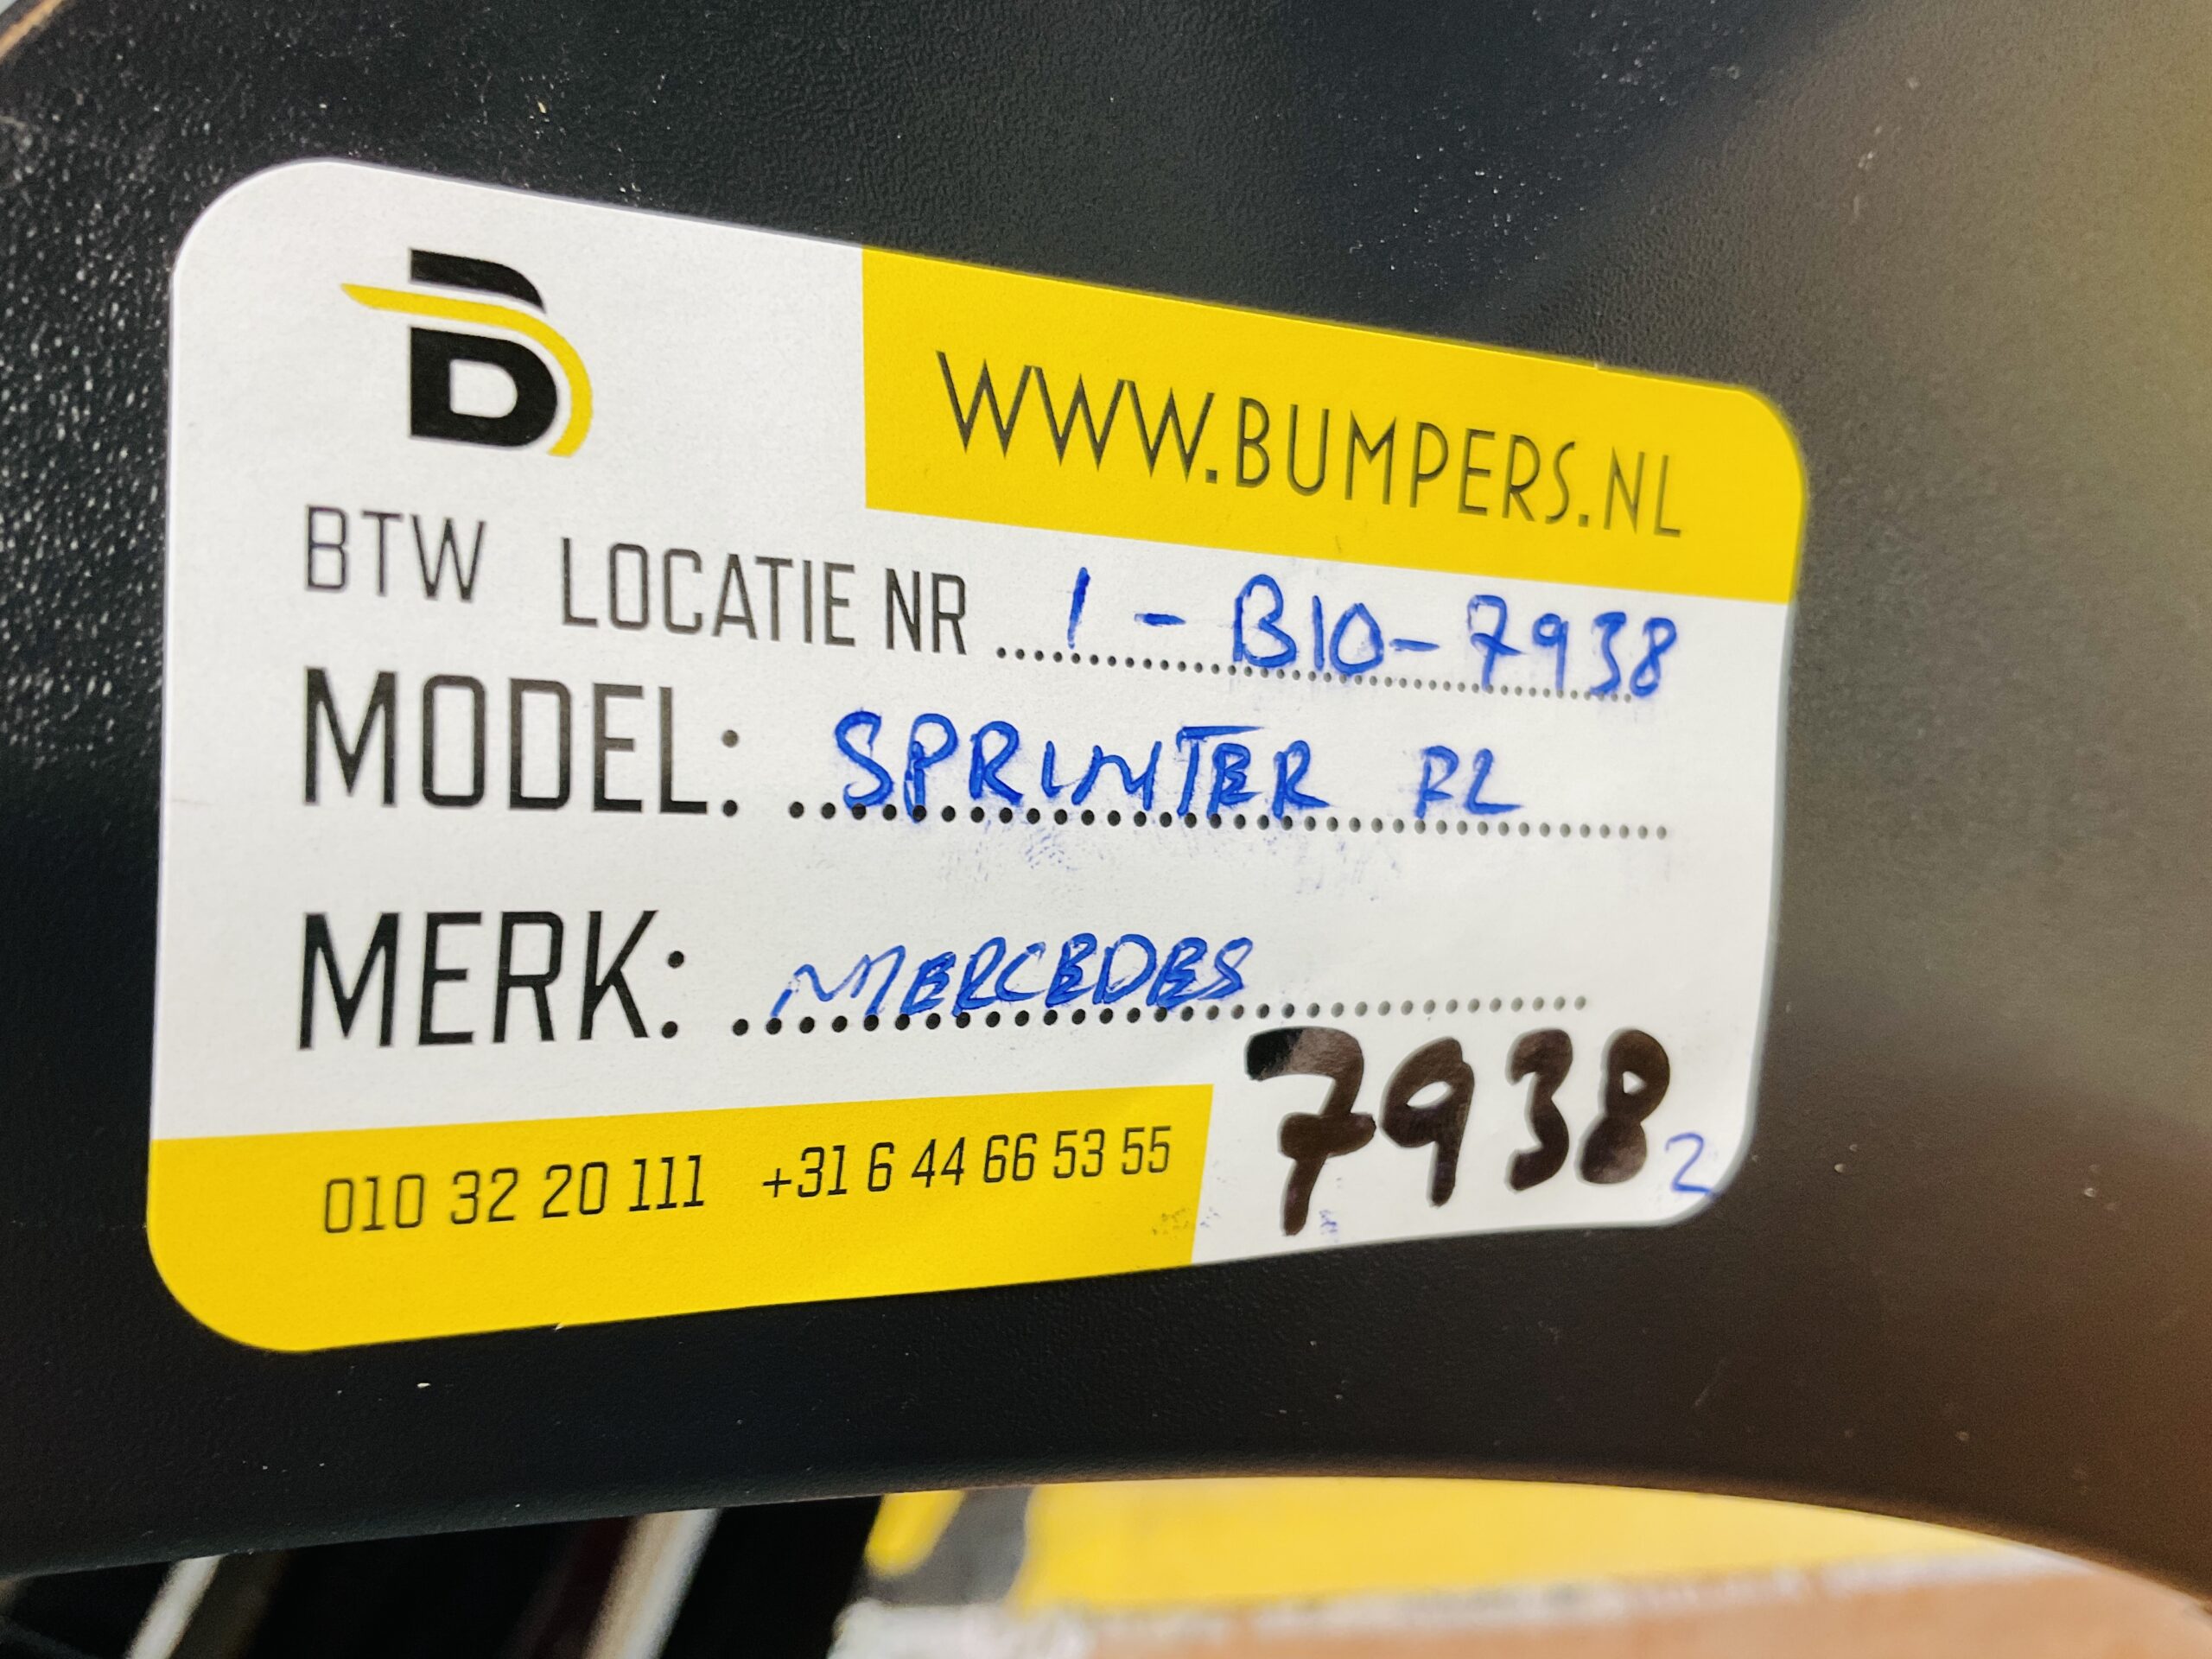 B
WWW.BUMPERS.NL
BTW LOCATIE NR ... 1 - B10 - 7938
MODEL: SPRINTER FL
MERK: MERCEDES
7938 2
010 32 20 111 +31 6 44 66 53 55